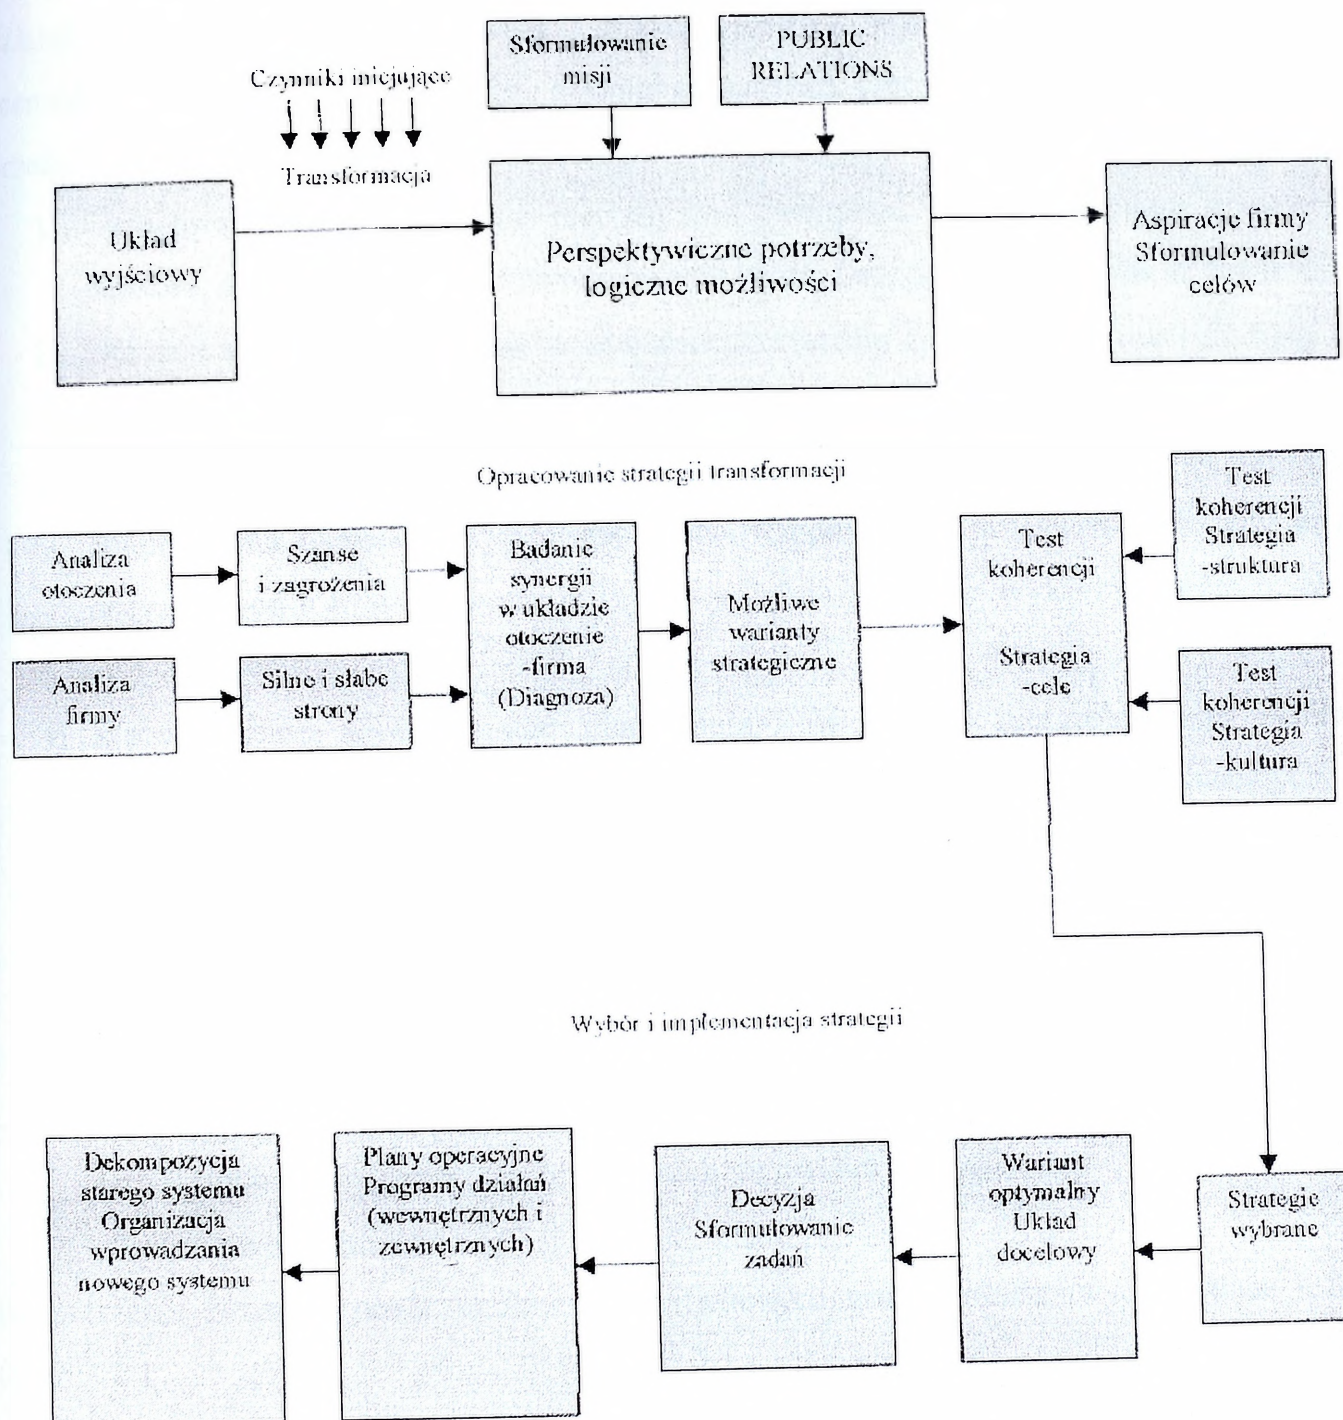 Sformułowanie
misji
PUBLIC
RELATIONS
Czynniki inicjujące
Transformacja
Układ
wyjściowy
Perspektywiczne potrzeby,
logiczne możliwości
Aspiracje firmy
Sformułowanie
celów
Opracowanie strategii transformacji
Analiza
otoczenia
Szanse
i zagrożenia
Badanie
synergii
w układzie
otoczenie
-firma
(Diagnoza)
Możliwe
warianty
strategiczne
Test
koherencji
Strategia
-cele
Test
koherencji
Strategia
-struktura
Analiza
firmy
Silne i słabe
strony
Test
koherencji
Strategia
-kultura
Wybór i implementacja strategii
Dekompozycja
starego systemu
Organizacja
wprowadzania
nowego systemu
Plany operacyjne
Programy działań
(wewnętrznych i
zewnętrznych)
Decyzja
Sformułowanie
zadań
Wariant
optymalny
Układ
docelowy
Strategie
wybrane